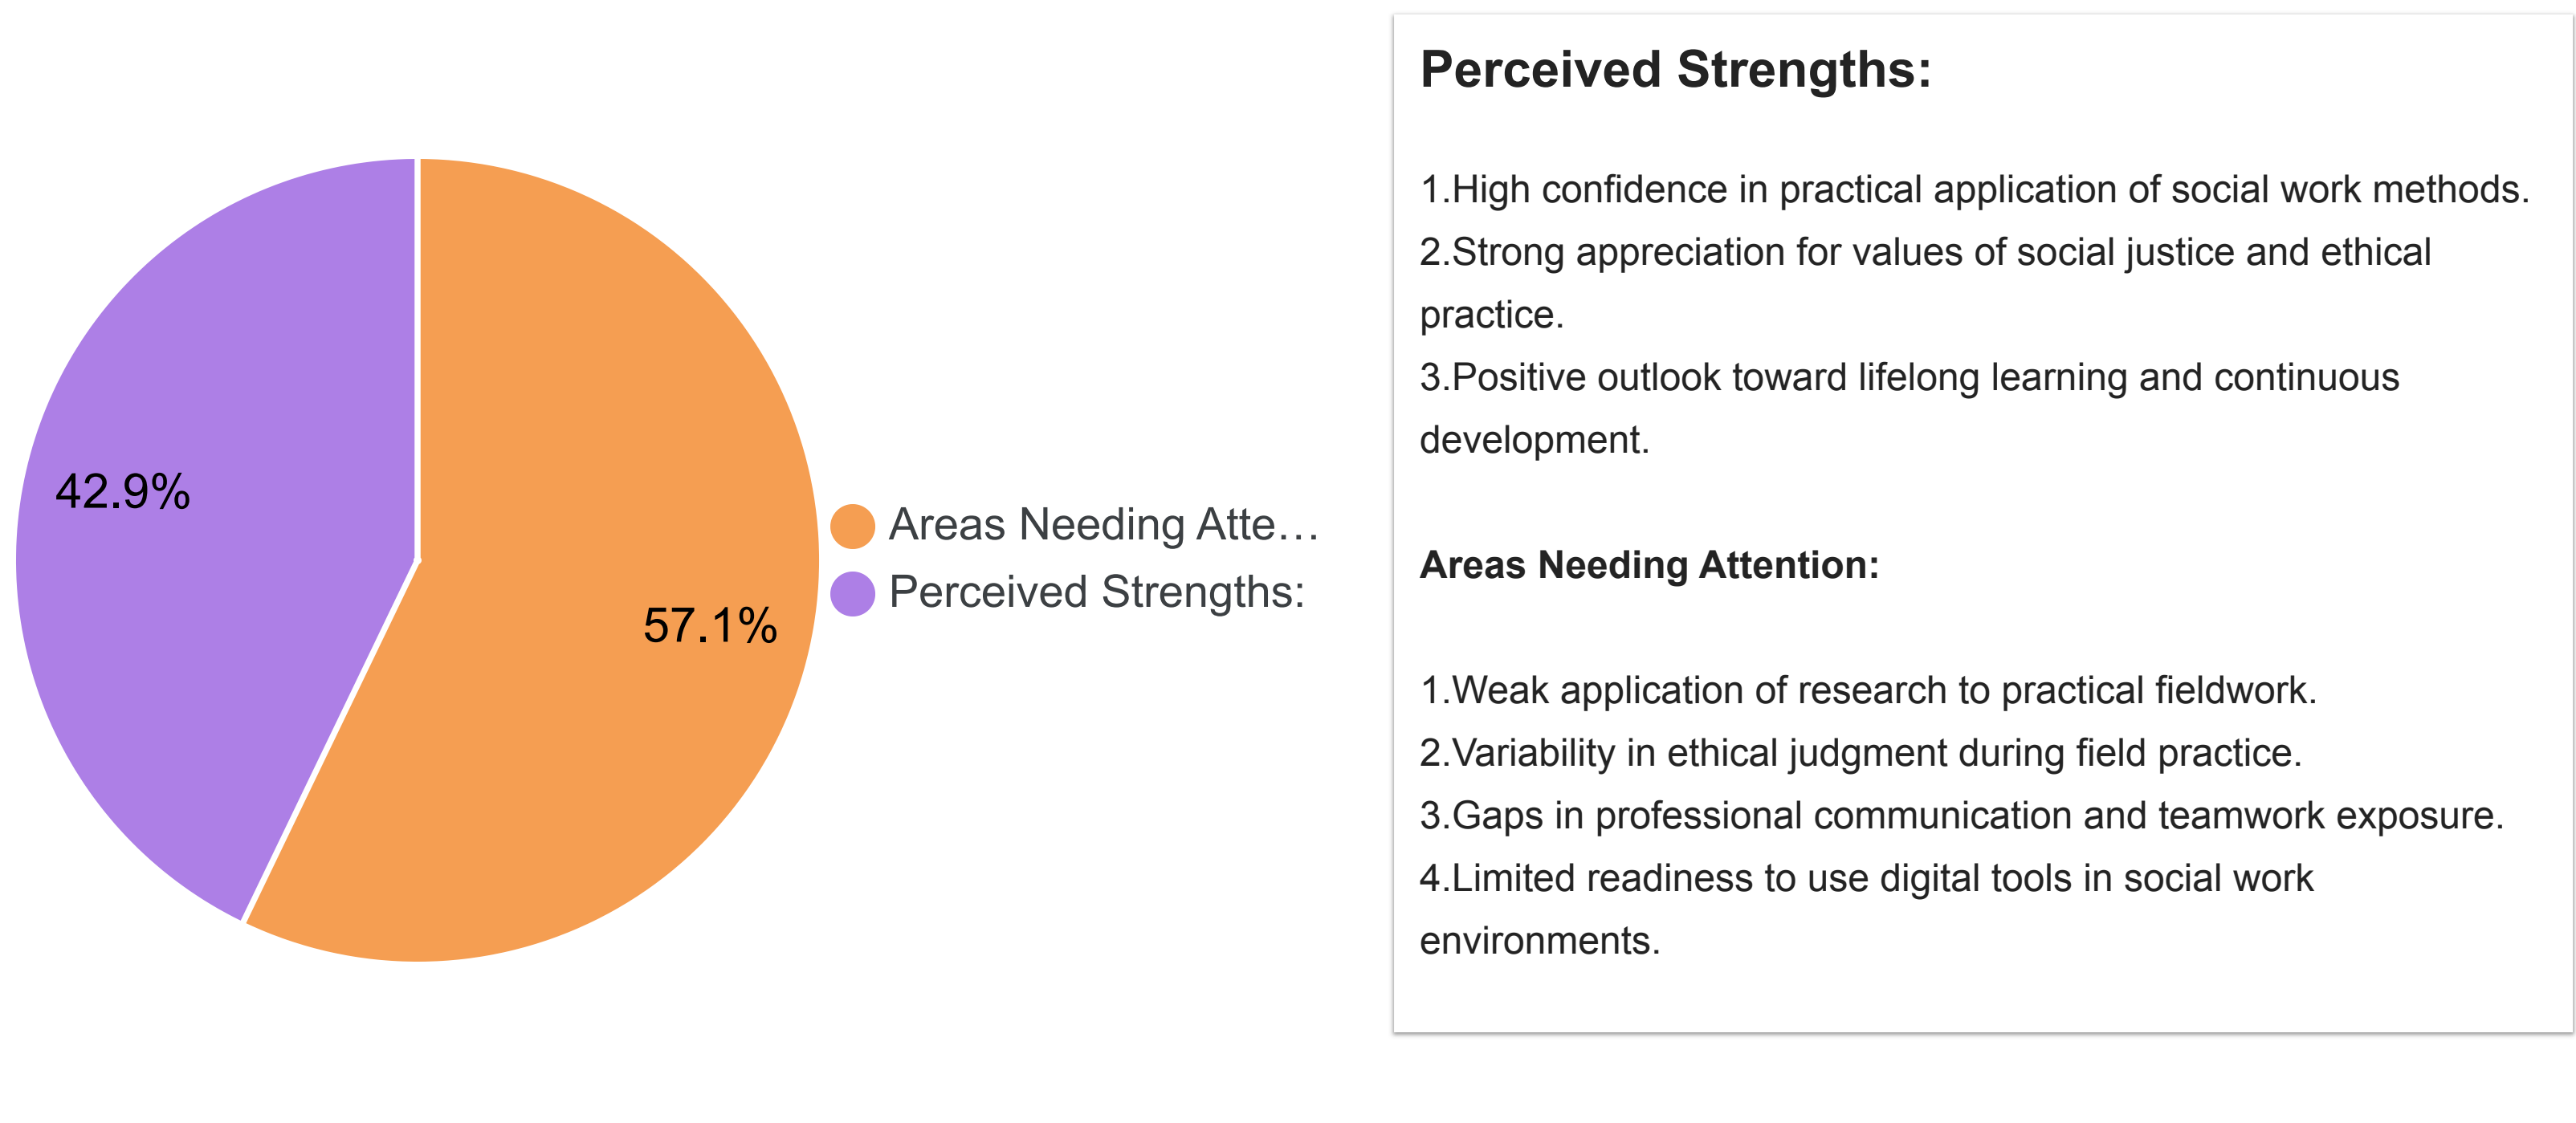 42.9%
57.1%
Areas Needing Atte…
Perceived Strengths:
Perceived Strengths:
1.High confidence in practical application of social work methods.
2.Strong appreciation for values of social justice and ethical
practice.
3.Positive outlook toward lifelong learning and continuous
development.
Areas Needing Attention:
1.Weak application of research to practical fieldwork.
2.Variability in ethical judgment during field practice.
3.Gaps in professional communication and teamwork exposure.
4.Limited readiness to use digital tools in social work
environments.